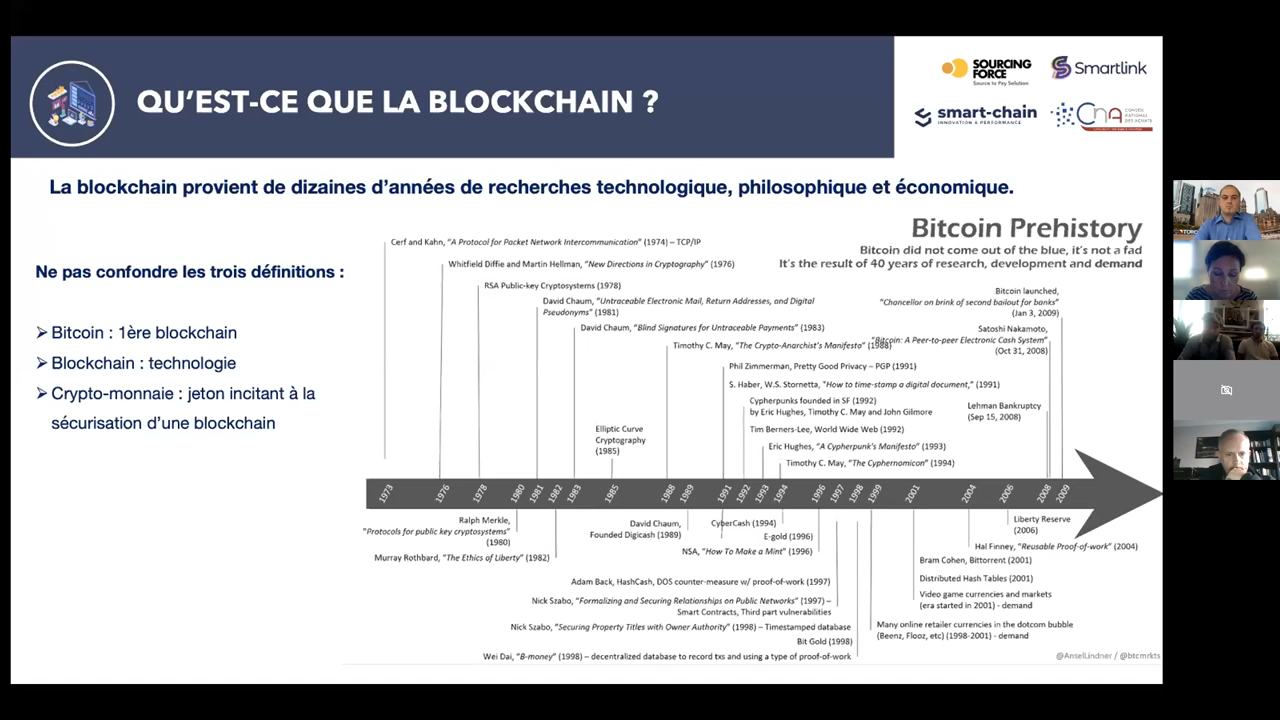 QU’EST-CE QUE LA BLOCKCHAIN ?
SOURCING
FORCE
Source to Pay Solution
Smartlink
smart-chain
INNOVATION & PERFORMANCE
CNA
CONSEIL
NATIONAL
DES ACHATS
La blockchain provient de dizaines d’années de recherches technologique, philosophique et économique.
Ne pas confondre les trois définitions :
➢ Bitcoin : 1ère blockchain
➢ Blockchain : technologie
➢ Crypto-monnaie : jeton incitant à la
sécurisation d’une blockchain
Bitcoin Prehistory
Bitcoin did not come out of the blue, it’s not a fad
It’s the result of 40 years of research, development and demand
Cerf and Kahn, “A Protocol for Packet Network Intercommunication” (1974) – TCP/IP
Whitfield Diffie and Martin Hellman, “New Directions in Cryptography” (1976)
RSA Public-key Cryptosystems (1978)
David Chaum, “Untraceable Electronic Mail, Return Addresses, and Digital
Pseudonyms” (1981)
David Chaum, “Blind Signatures for Untraceable Payments” (1983)
Timothy C. May, “The Crypto-Anarchist’s Manifesto” (1988)
Bitcoin launched,
“Chancellor on brink of second bailout for banks”
(Jan 3, 2009)
Satoshi Nakamoto,
“Bitcoin: A Peer-to-peer Electronic Cash System”
(Oct 31, 2008)
Phil Zimmerman, Pretty Good Privacy – PGP (1991)
S. Haber, W.S. Stornetta, “How to time-stamp a digital document,” (1991)
Cypherpunks founded in SF (1992)
by Eric Hughes, Timothy C. May and John Gilmore
Lehman Bankruptcy
(Sep 15, 2008)
Tim Berners-Lee, World Wide Web (1992)
Elliptic Curve
Cryptography
(1985)
Eric Hughes, “A Cypherpunk’s Manifesto” (1993)
Timothy C. May, “The Cyphernomicon” (1994)
1973 1976 1978 1980 1981 1982 1983 1985 1988 1989 1991 1992 1993 1994 1996 1997 1998 1999 2001 2004 2006 2008 2009
Ralph Merkle,
“Protocols for public key cryptosystems”
(1980)
Murray Rothbard, “The Ethics of Liberty” (1982)
David Chaum,
Founded Digicash (1989)
CyberCash (1994)
E-gold (1996)
NSA, “How To Make a Mint” (1996)
Liberty Reserve
(2006)
Hal Finney, “Reusable Proof-of-work” (2004)
Bram Cohen, Bittorrent (2001)
Distributed Hash Tables (2001)
Video game currencies and markets
(era started in 2001) - demand
Adam Back, HashCash, DOS counter-measure w/ proof-of-work (1997)
Nick Szabo, “Formalizing and Securing Relationships on Public Networks” (1997) –
Smart Contracts, Third part vulnerabilities
Nick Szabo, “Securing Property Titles with Owner Authority” (1998) – Timestamped database
Bit Gold (1998)
Many online retailer currencies in the dotcom bubble
(Beenz, Flooz, etc) (1998-2001) - demand
Wei Dai, “B-money” (1998) – decentralized database to record txs and using a type of proof-of-work
@AnselLindner / @btcmrkts